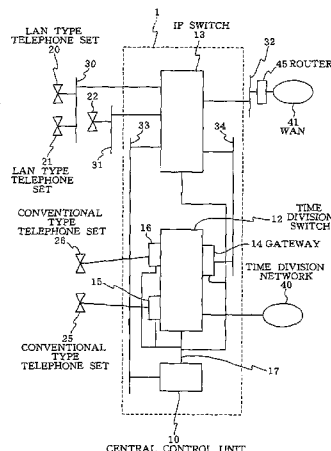 1
IP SWITCH
13
LAN TYPE
TELEPHONE SET
20
30
22
32
45 ROUTER
33
34
41
WAN
21
31
LAN TYPE
TELEPHONE
SET
CONVENTIONAL
TYPE
TELEPHONE SET
26
16
12
TIME
DIVISION
SWITCH
14 GATEWAY
15
TIME DIVISION
NETWORK
40
25
CONVENTIONAL
TYPE
TELEPHONE SET
17
10
CENTRAL CONTROL UNIT